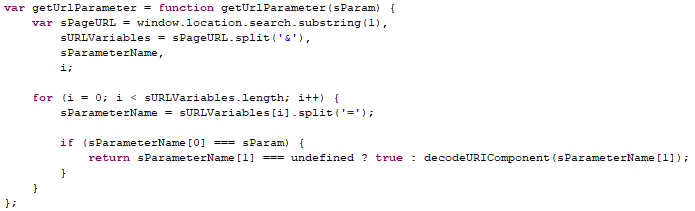 var getUrlParameter = function getUrlParameter(sParam) {
    var sPageURL = window.location.search.substring(1),
        sURLVariables = sPageURL.split('&'),
        sParameterName,
        i;

    for (i = 0; i < sURLVariables.length; i++) {
        sParameterName = sURLVariables[i].split('=');

        if (sParameterName[0] === sParam) {
            return sParameterName[1] === undefined ? true : decodeURIComponent(sParameterName[1]);
        }
    }
};